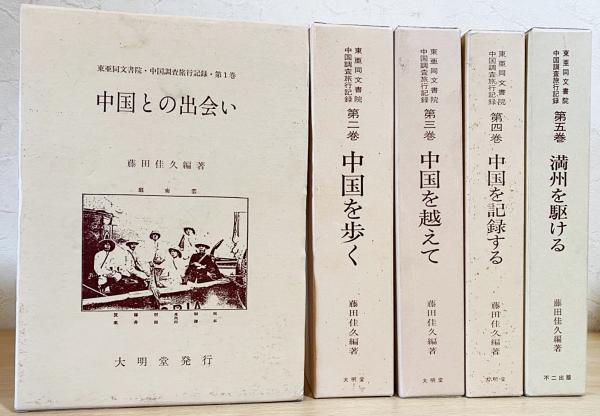 東亜同文書院・中国調査旅行記録・第1巻
中国との出会い
藤田佳久編著
大明堂発行
東亜同文書院
中国調査旅行記録
第二巻
中国を歩く
藤田佳久編著
大明堂
東亜同文書院
中国調査旅行記録
第三巻
中国を越えて
藤田佳久編著
大明堂
東亜同文書院
中国調査旅行記録
第四巻
中国を記録する
藤田佳久編著
大明堂
東亜同文書院
中国調査旅行記録
第五巻
満州を駆ける
藤田佳久編著
不二出版